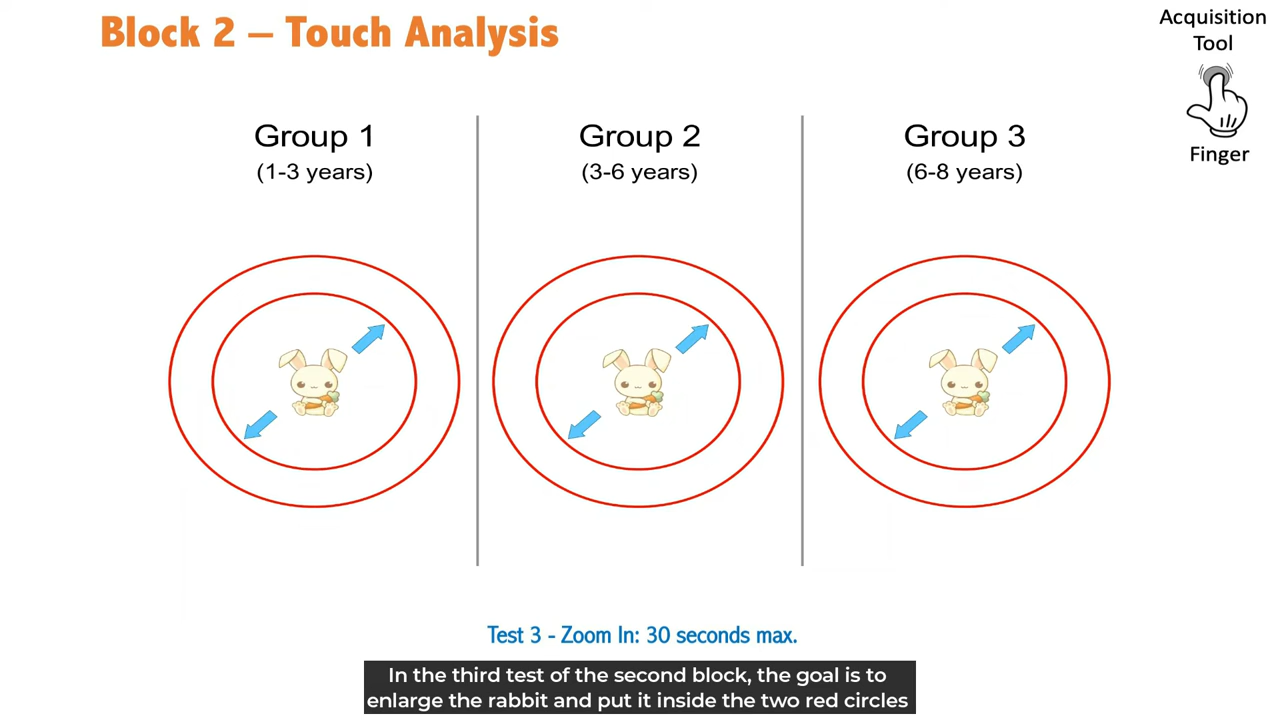 Block 2 – Touch Analysis
Acquisition
Tool
Finger
Group 1
(1-3 years)
Group 2
(3-6 years)
Group 3
(6-8 years)
Test 3 - Zoom In: 30 seconds max.
In the third test of the second block, the goal is to
enlarge the rabbit and put it inside the two red circles